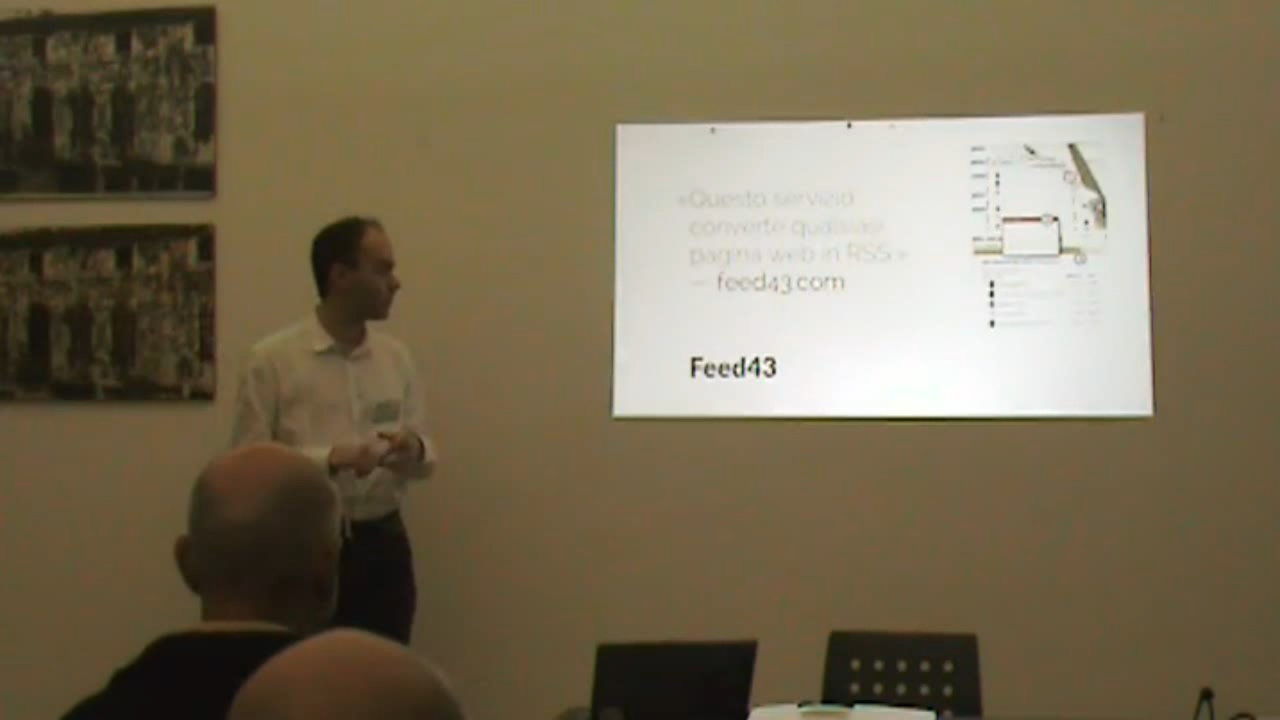 «Questo servizio
converte qualsiasi
pagina web in RSS.»
— feed43.com
Feed43